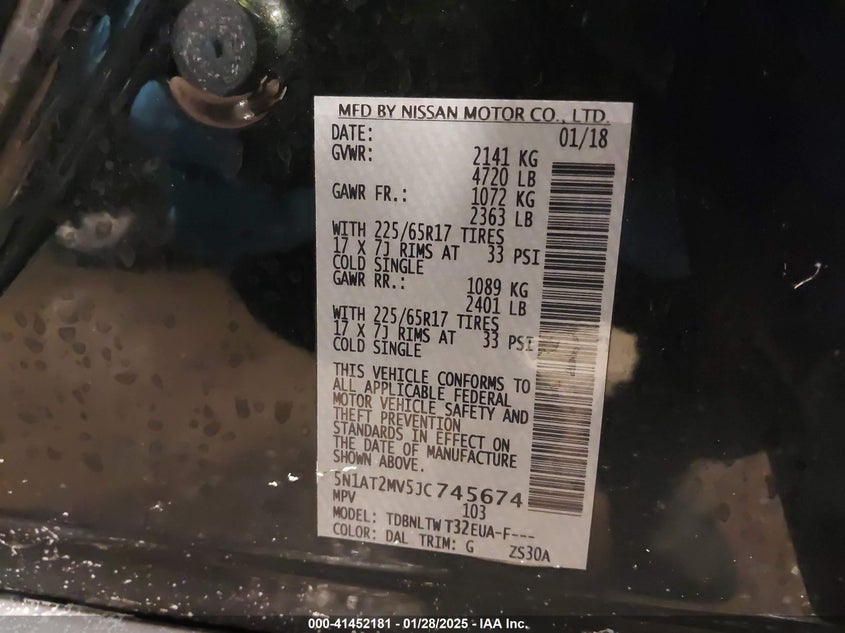 MFD BY NISSAN MOTOR CO., LTD.
DATE: 01/18
GVWR: 2141 KG
4720 LB
GAWR FR.: 1072 KG
2363 LB
WITH 225/65R17 TIRES
17 X 7J RIMS AT 33 PSI
COLD SINGLE
GAWR RR.: 1089 KG
2401 LB
WITH 225/65R17 TIRES
17 X 7J RIMS AT 33 PSI
COLD SINGLE
THIS VEHICLE CONFORMS TO
ALL APPLICABLE FEDERAL
MOTOR VEHICLE SAFETY AND
THEFT PREVENTION
STANDARDS IN EFFECT ON
THE DATE OF MANUFACTURE
SHOWN ABOVE.
5N1AT2MV5JC745674
MPV 103
MODEL: TDBNLTW T32EUA-F---
COLOR: DAL TRIM: G ZS30A
000-41452181 - 01/28/2025 - IAA Inc.